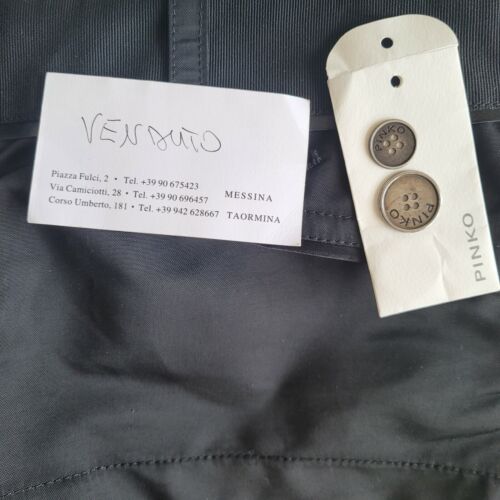 VENDUTO
Piazza Fulci, 2 • Tel. +39 90 675423
Via Camiciotti, 28 • Tel. +39 90 696457 MESSINA
Corso Umberto, 181 • Tel. +39 942 628667 TAORMINA
PINKO
PINKO
PINKO